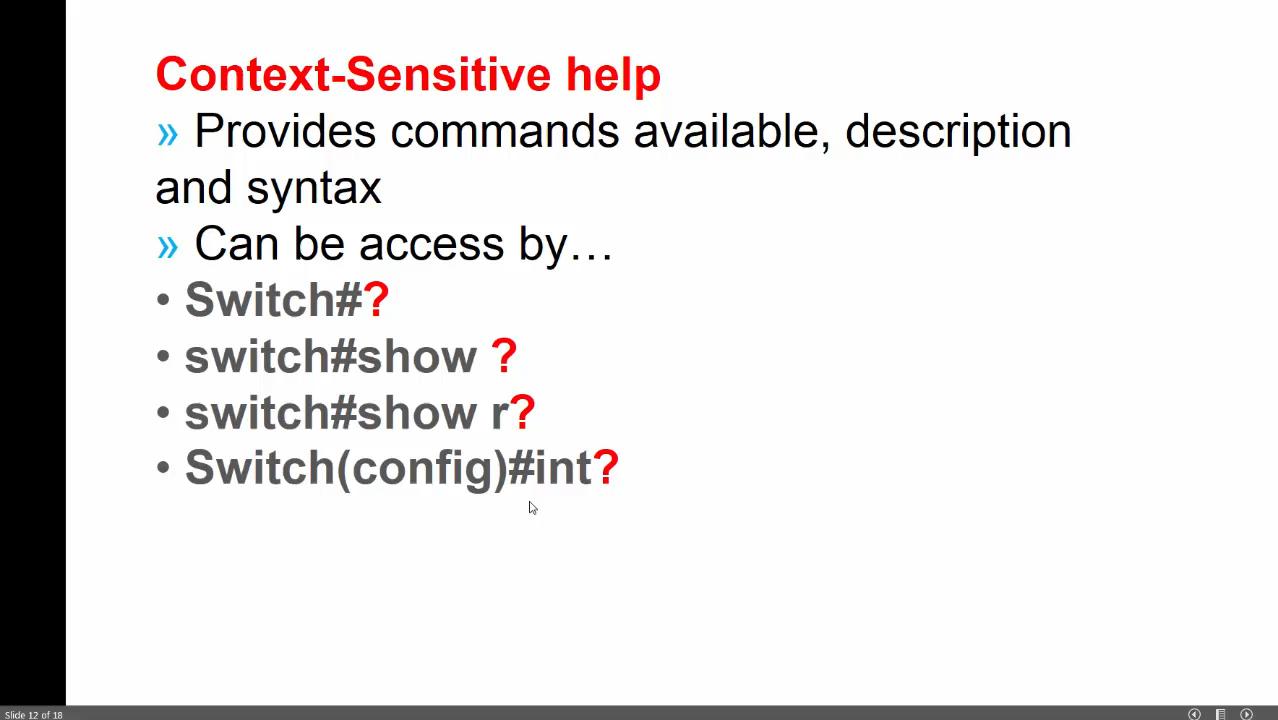 Context-Sensitive help
» Provides commands available, description
and syntax
» Can be access by…
• Switch#?
• switch#show ?
• switch#show r?
• Switch(config)#int?
Slide 12 of 18